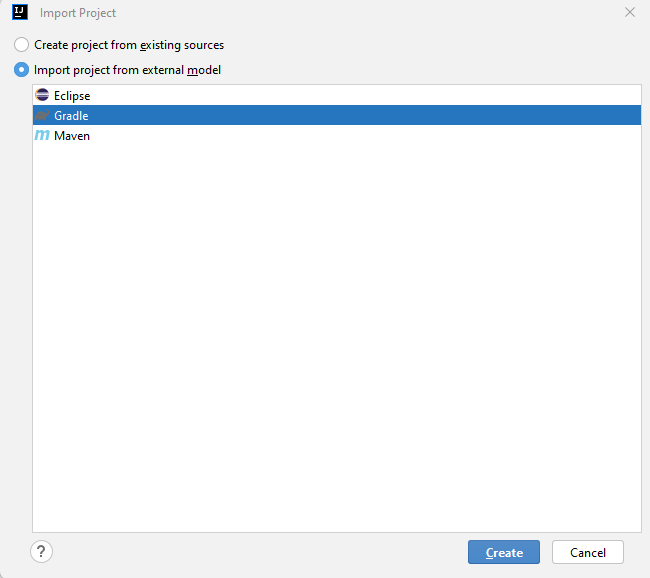 IJ Import Project
Create project from existing sources
Import project from external model
Eclipse
Gradle
m Maven
? Create Cancel